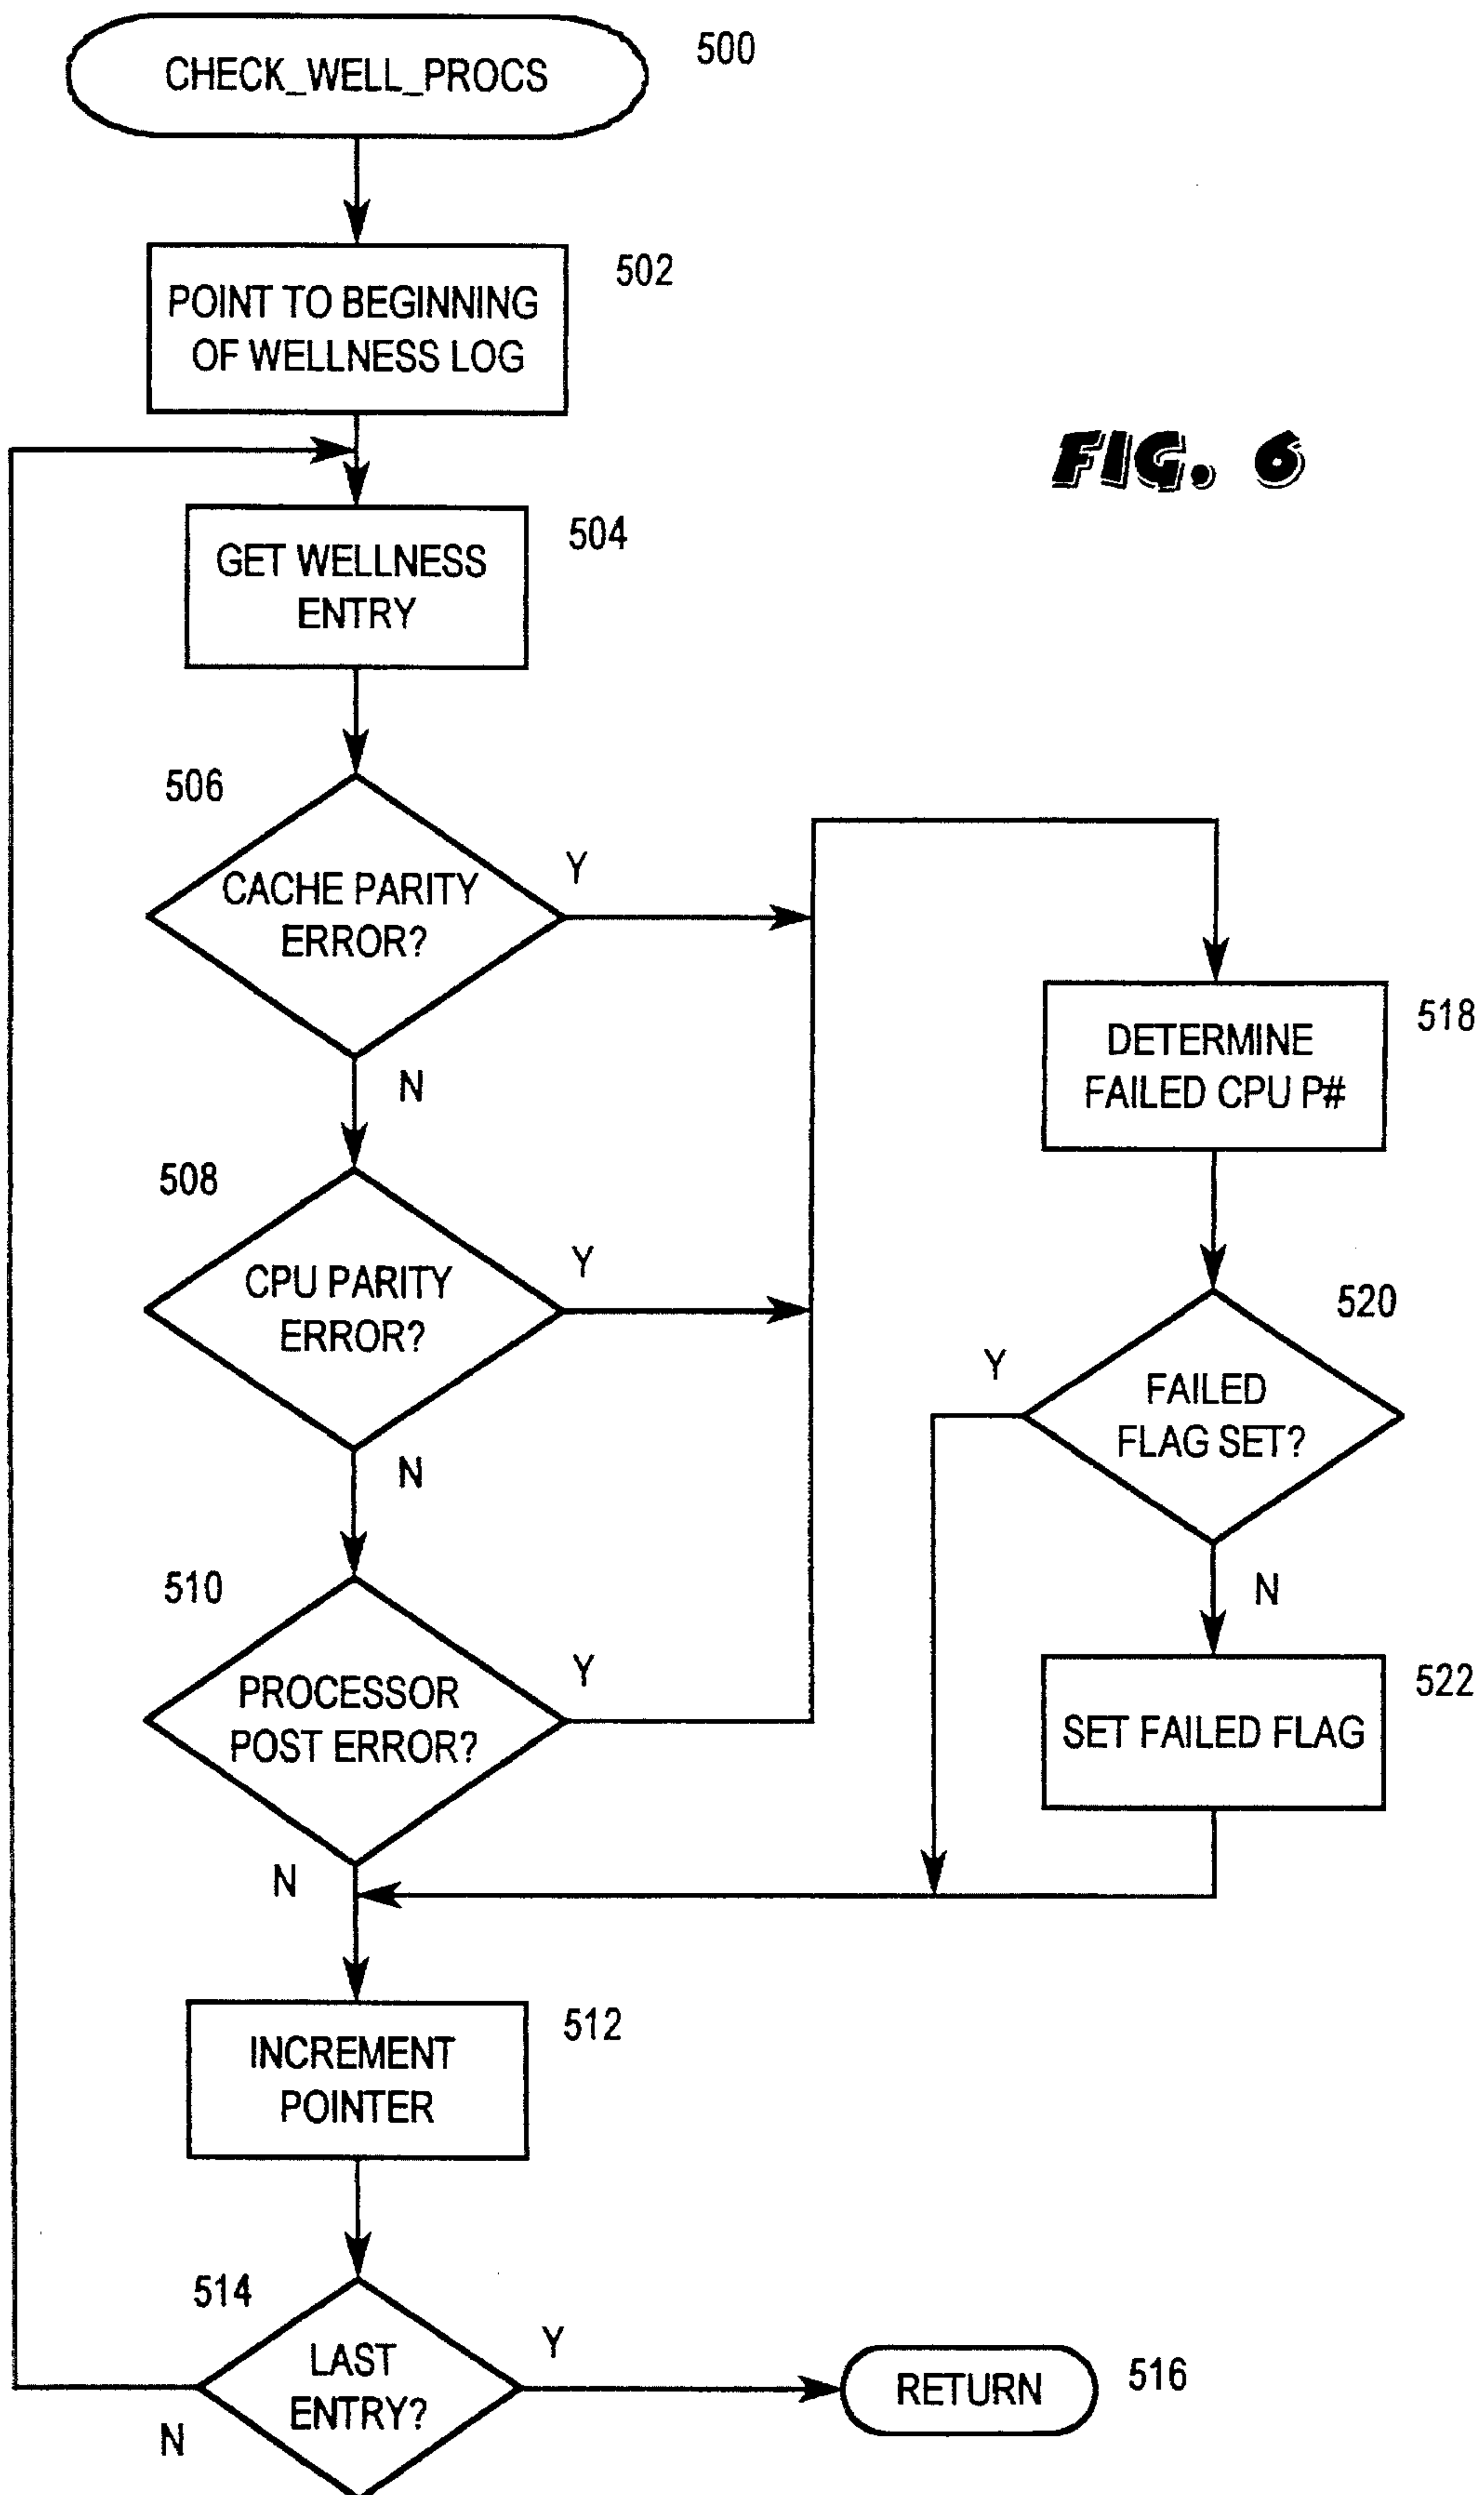 CHECK_WELL_PROCS
500
POINT TO BEGINNING
OF WELLNESS LOG
502
FIG. 6
GET WELLNESS
ENTRY
504
506
CACHE PARITY
ERROR?
Y
N
508
CPU PARITY
ERROR?
Y
N
510
PROCESSOR
POST ERROR?
Y
N
518
DETERMINE
FAILED CPU P#
520
FAILED
FLAG SET?
Y
N
522
SET FAILED FLAG
512
INCREMENT
POINTER
514
LAST
ENTRY?
Y
N
RETURN
516